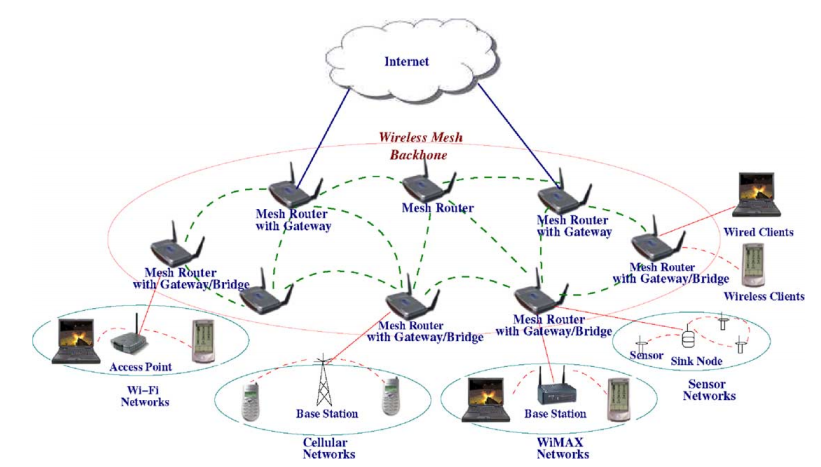 Internet
Wireless Mesh
Backbone
Mesh Router
with Gateway
Mesh Router
Mesh Router
with Gateway
Wired Clients
Mesh Router
with Gateway/Bridge
Mesh Router
with Gateway/Bridge
Wireless Clients
Mesh Router
with Gateway/Bridge
Mesh Router
with Gateway/Bridge
Access Point
Wi-Fi
Networks
Sensor
Sink Node
Sensor
Networks
Base Station
Cellular
Networks
Base Station
WiMAX
Networks